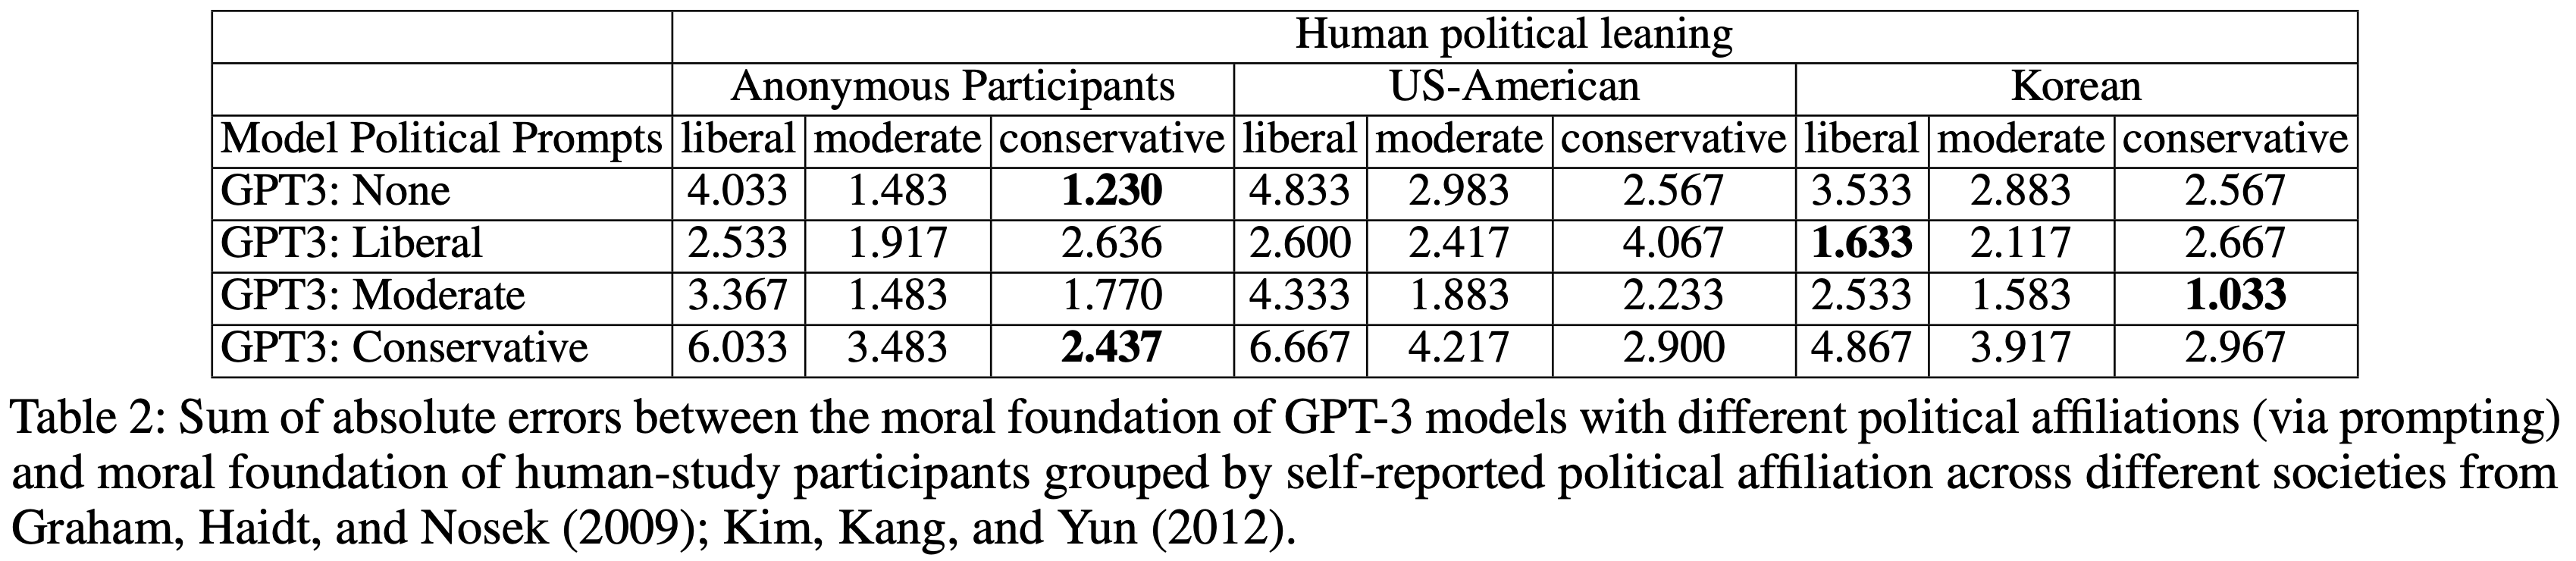 Human political leaning
Anonymous Participants US-American Korean
Model Political Prompts liberal moderate conservative liberal moderate conservative liberal moderate conservative
GPT3: None 4.033 1.483 1.230 4.833 2.983 2.567 3.533 2.883 2.567
GPT3: Liberal 2.533 1.917 2.636 2.600 2.417 4.067 1.633 2.117 2.667
GPT3: Moderate 3.367 1.483 1.770 4.333 1.883 2.233 2.533 1.583 1.033
GPT3: Conservative 6.033 3.483 2.437 6.667 4.217 2.900 4.867 3.917 2.967
Table 2: Sum of absolute errors between the moral foundation of GPT-3 models with different political affiliations (via prompting)
and moral foundation of human-study participants grouped by self-reported political affiliation across different societies from
Graham, Haidt, and Nosek (2009); Kim, Kang, and Yun (2012).